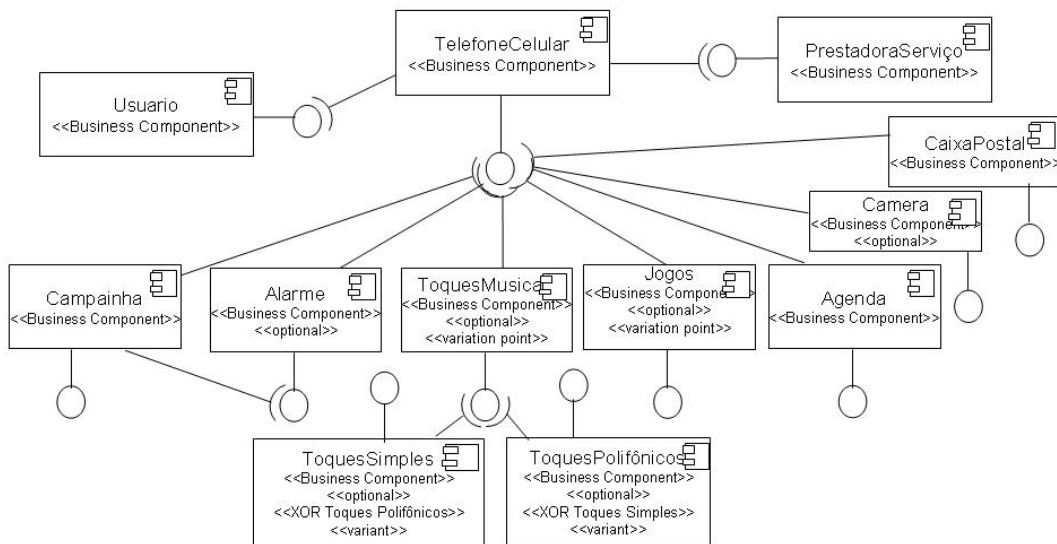 TelefoneCelular
<<Business Component>>
PrestadoraServiço
<<Business Component>>
Usuario
<<Business Component>>
CaixaPostal
<<Business Component>>
Camera
<<Business Component>>
<<optional>>
Campainha
<<Business Component>>
Alarme
<<Business Component>>
<<optional>>
ToquesMusica
<<Business Component>>
<<optional>>
<<variation point>>
Jogos
<<Business Component>>
<<optional>>
<<variation point>>
Agenda
<<Business Component>>
ToquesSimples
<<Business Component>>
<<optional>>
<<XOR Toques Polifônicos>>
<<variant>>
ToquesPolifônicos
<<Business Component>>
<<optional>>
<<XOR Toques Simples>>
<<variant>>